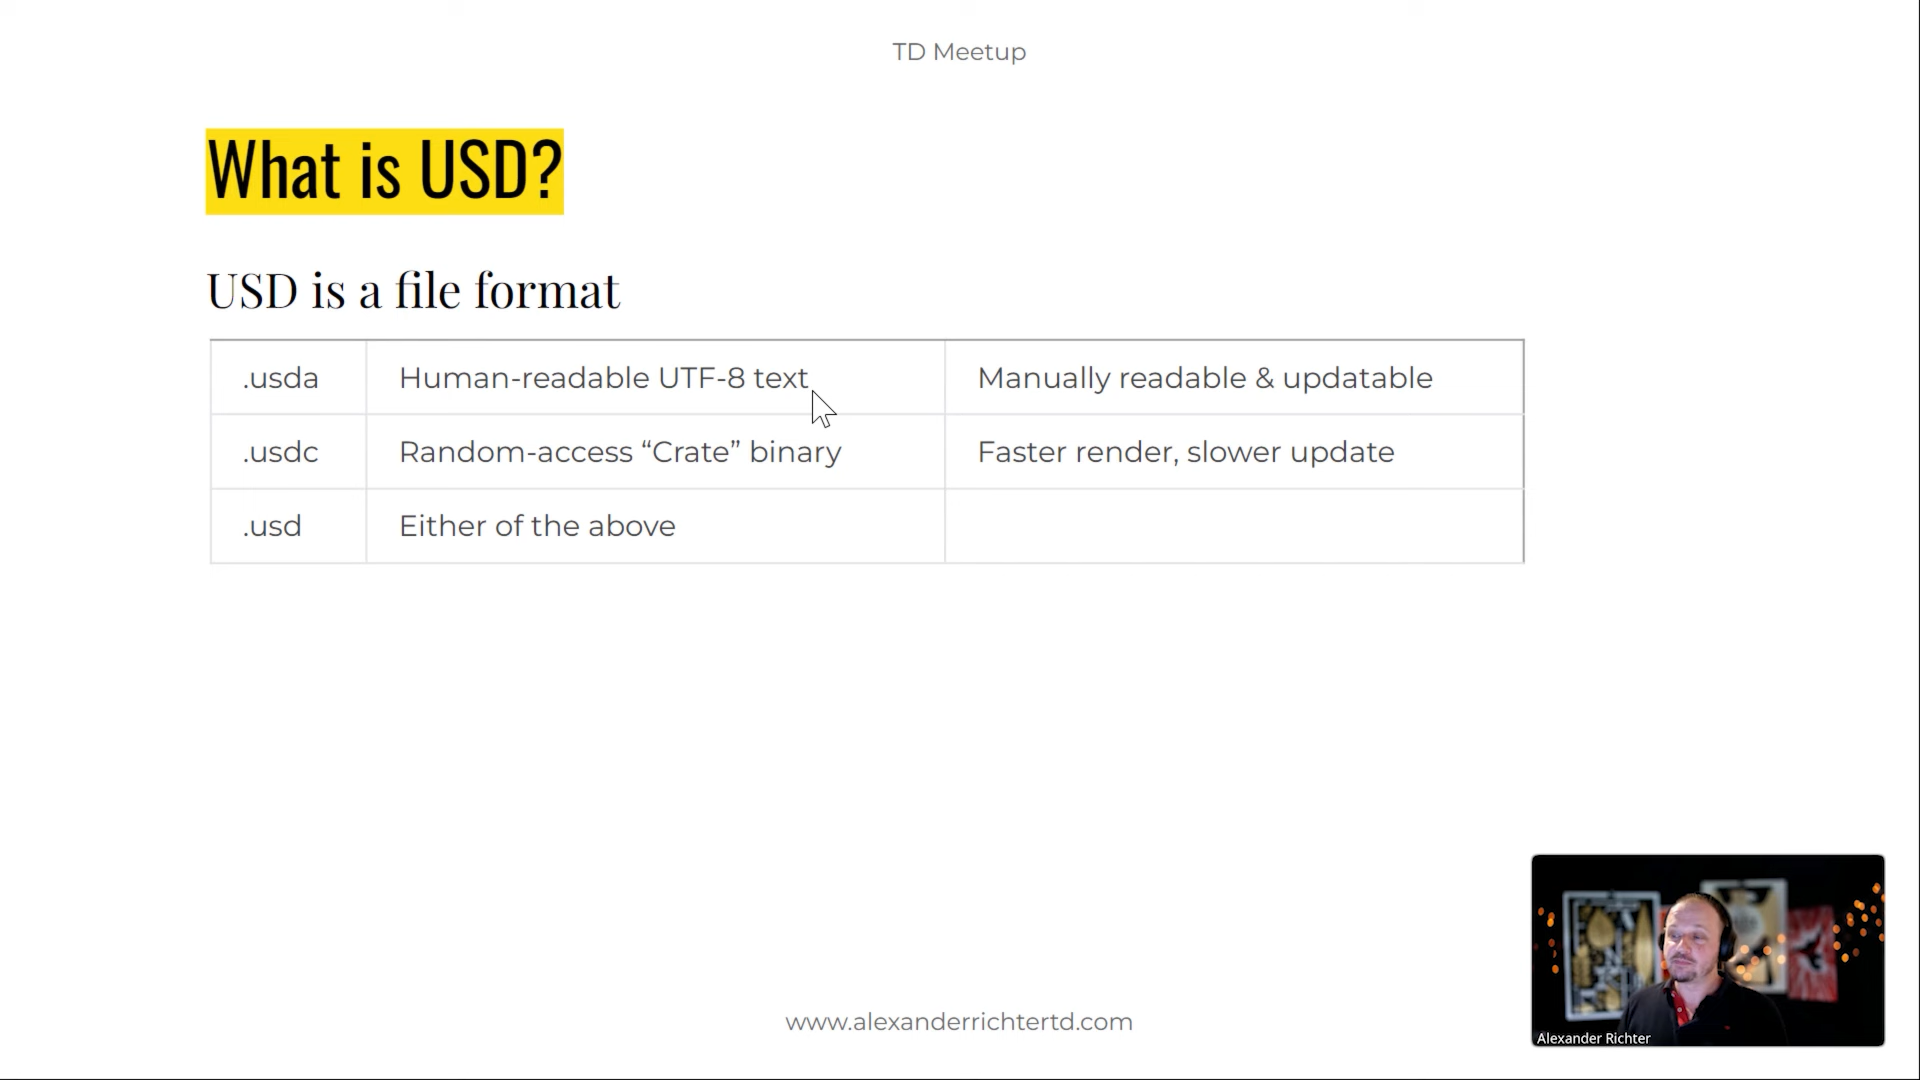 TD Meetup
What is USD?
USD is a file format
.usda Human-readable UTF-8 text Manually readable & updatable
.usdc Random-access “Crate” binary Faster render, slower update
.usd Either of the above
www.alexanderrichtertd.com
Alexander Richter